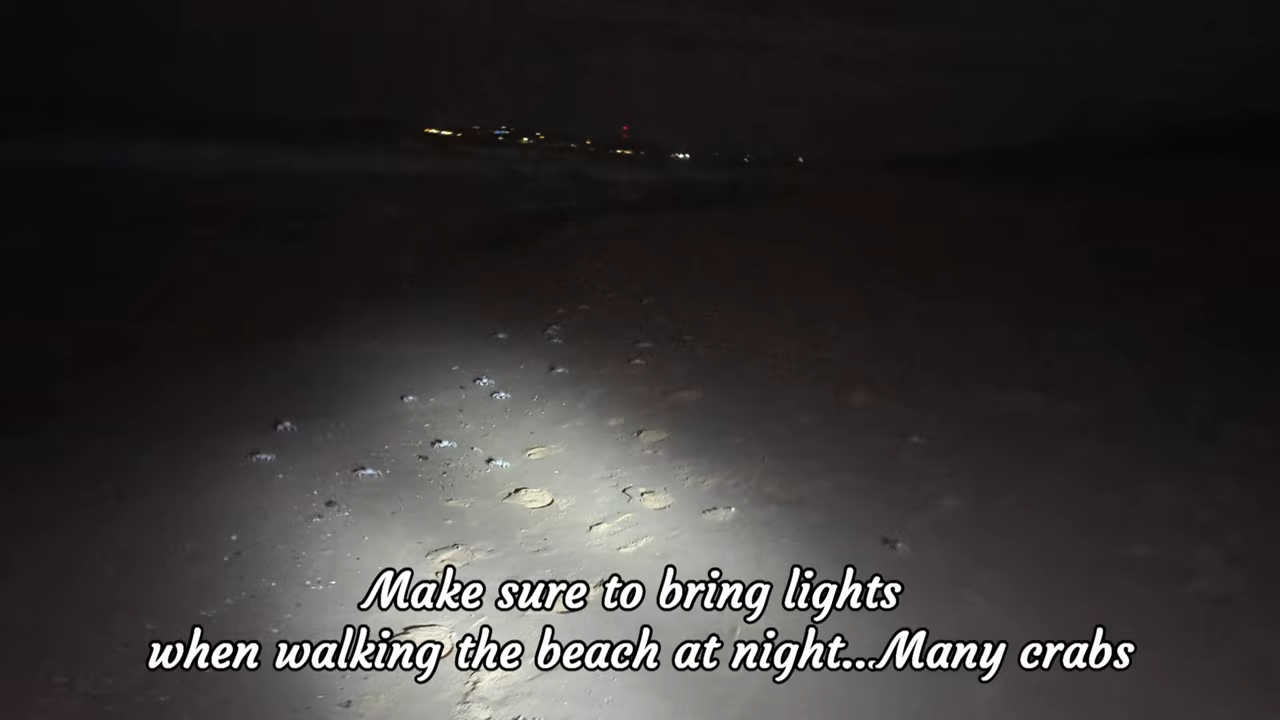 Make sure to bring lights
when walking the beach at night...Many crabs